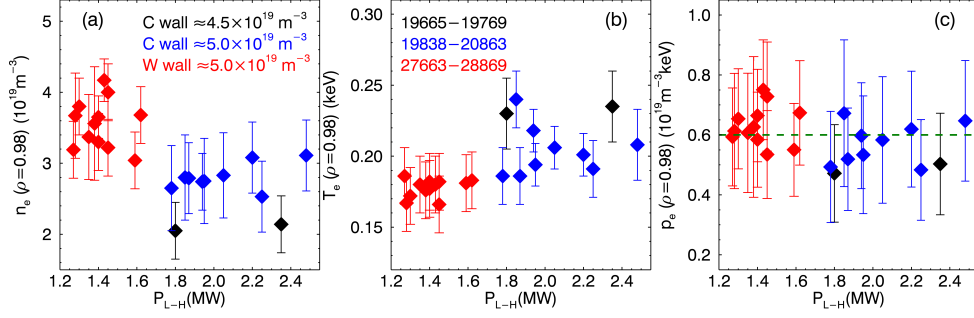 (a)
C wall ≈4.5×10¹⁹ m⁻³
C wall ≈5.0×10¹⁹ m⁻³
W wall ≈5.0×10¹⁹ m⁻³
nₑ (ρ=0.98) (10¹⁹m⁻³)
5
4
3
2
1.2 1.4 1.6 1.8 2.0 2.2 2.4
P_L−H(MW)
(b)
19665−19769
19838−20863
27663−28869
Tₑ (ρ=0.98) (keV)
0.30
0.25
0.20
0.15
1.2 1.4 1.6 1.8 2.0 2.2 2.4
P_L−H(MW)
(c)
pₑ (ρ=0.98) (10¹⁹m⁻³keV)
1.0
0.8
0.6
0.4
0.2
1.2 1.4 1.6 1.8 2.0 2.2 2.4
P_L−H(MW)